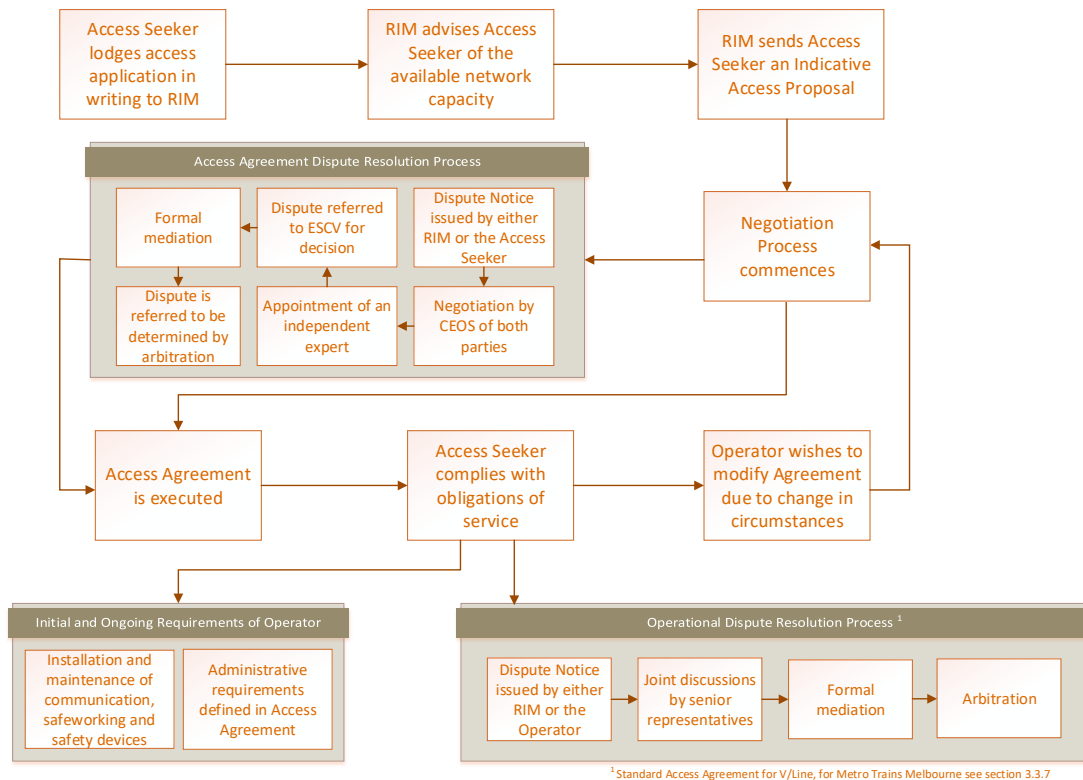 Access Seeker
lodges access
application in
writing to RIM
RIM advises Access
Seeker of the
available network
capacity
RIM sends Access
Seeker an Indicative
Access Proposal
Access Agreement Dispute Resolution Process
Formal
mediation
Dispute referred
to ESCV for
decision
Dispute Notice
issued by either
RIM or the Access
Seeker
Dispute is
referred to be
determined by
arbitration
Appointment of an
independent
expert
Negotiation by
CEOS of both
parties
Negotiation
Process
commences
Access Agreement
is executed
Access Seeker
complies with
obligations of
service
Operator wishes to
modify Agreement
due to change in
circumstances
Initial and Ongoing Requirements of Operator
Installation and
maintenance of
communication,
safeworking and
safety devices
Administrative
requirements
defined in Access
Agreement
Operational Dispute Resolution Process 1
Dispute Notice
issued by either
RIM or the
Operator
Joint discussions
by senior
representatives
Formal
mediation
Arbitration
1 Standard Access Agreement for V/Line, for Metro Trains Melbourne see section 3.3.7